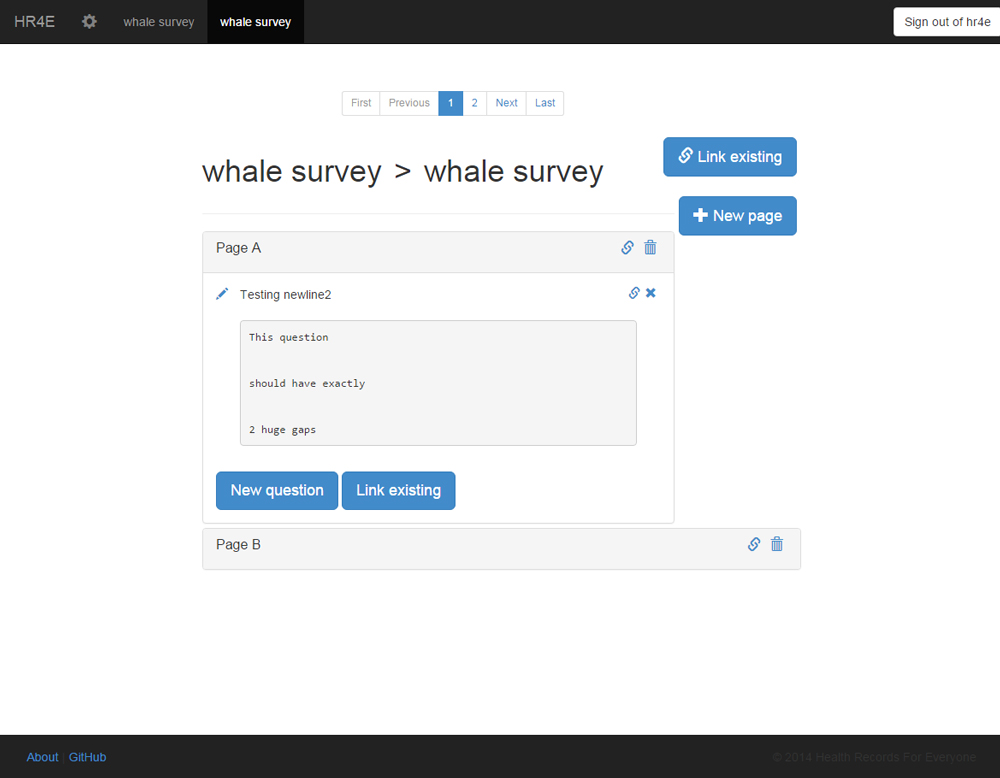 HR4E whale survey whale survey Sign out of hr4e
First Previous 1 2 Next Last
Link existing
whale survey > whale survey
New page
Page A
Testing newline2
This question
should have exactly
2 huge gaps
New question Link existing
Page B
About | GitHub © 2014 Health Records For Everyone